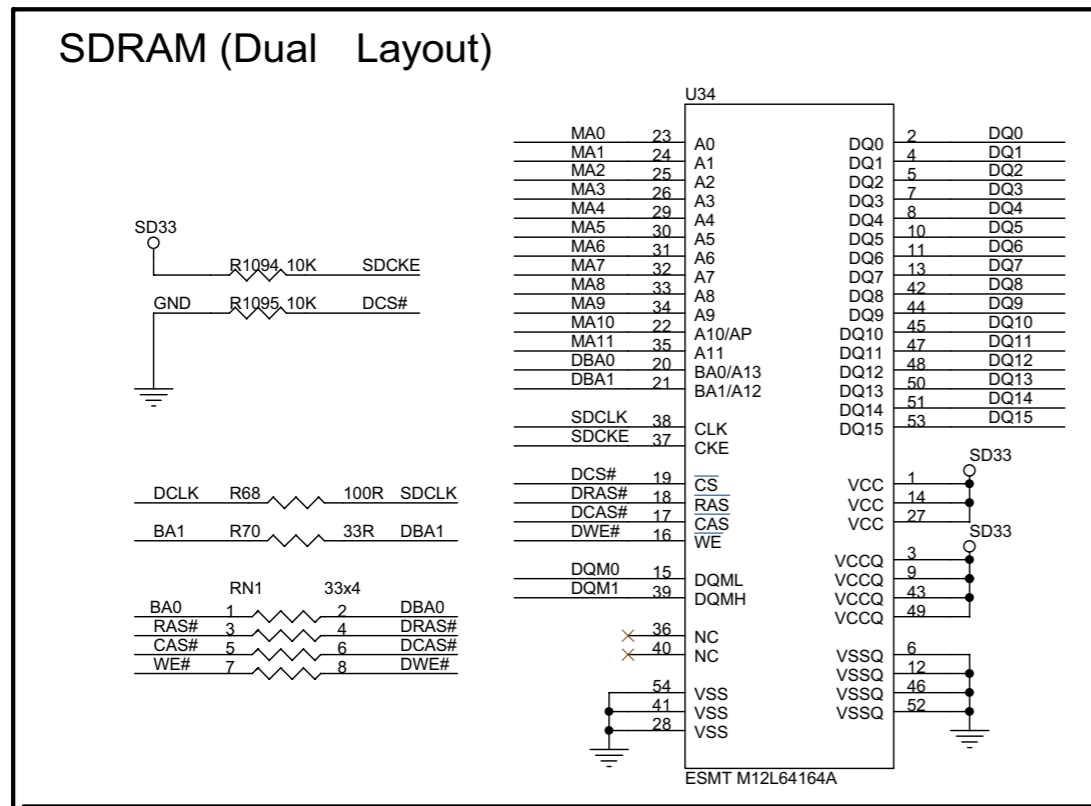 SDRAM (Dual Layout)
SD33
R1094 10K SDCKE
GND R1095 10K DCS#
DCLK R68 100R SDCLK
BA1 R70 33R DBA1
RN1 33x4
BA0 1 2 DBA0
RAS# 3 4 DRAS#
CAS# 5 6 DCAS#
WE# 7 8 DWE#
U34
MA0 23 A0 DQ0 2 DQ0
MA1 24 A1 DQ1 4 DQ1
MA2 25 A2 DQ2 5 DQ2
MA3 26 A3 DQ3 7 DQ3
MA4 29 A4 DQ4 8 DQ4
MA5 30 A5 DQ5 10 DQ5
MA6 31 A6 DQ6 11 DQ6
MA7 32 A7 DQ7 13 DQ7
MA8 33 A8 DQ8 42 DQ8
MA9 34 A9 DQ9 44 DQ9
MA10 22 A10/AP DQ10 45 DQ10
MA11 35 A11 DQ11 47 DQ11
DBA0 20 BA0/A13 DQ12 48 DQ12
DBA1 21 BA1/A12 DQ13 50 DQ13
DQ14 51 DQ14
SDCLK 38 CLK DQ15 53 DQ15
SDCKE 37 CKE
SD33
DCS# 19 CS VCC 1
DRAS# 18 RAS VCC 14
DCAS# 17 CAS VCC 27
DWE# 16 WE
SD33
VCCQ 3
DQM0 15 DQML VCCQ 9
DQM1 39 DQMH VCCQ 43
VCCQ 49
36 NC
40 NC VSSQ 6
VSSQ 12
54 VSS VSSQ 46
41 VSS VSSQ 52
28 VSS
ESMT M12L64164A